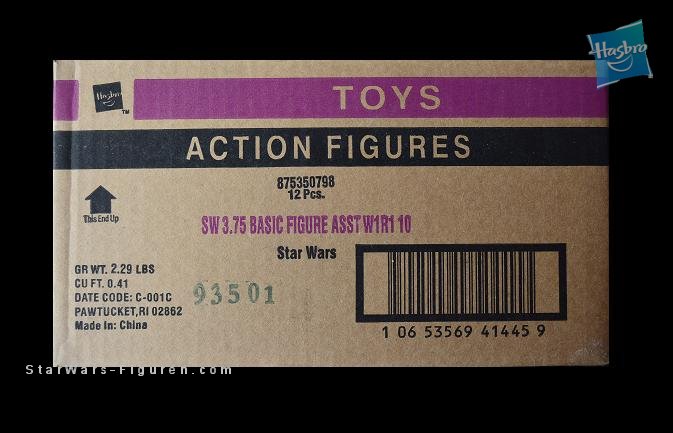 Hasbro
Hasbro
TM
TOYS
ACTION FIGURES
875350798
12 Pcs.
This End Up
SW 3.75 BASIC FIGURE ASST W1R1 10
Star Wars
GR WT. 2.29 LBS
CU FT. 0.41
DATE CODE: C-001C
PAWTUCKET,RI 02862
Made In: China
93501
1 06 53569 41445 9
StarWars-Figuren.com